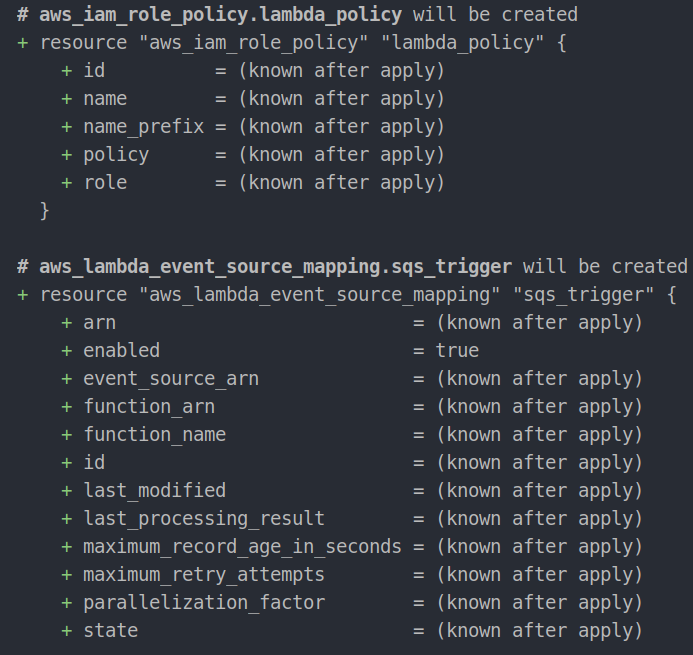 # aws_iam_role_policy.lambda_policy will be created
+ resource "aws_iam_role_policy" "lambda_policy" {
    + id          = (known after apply)
    + name        = (known after apply)
    + name_prefix = (known after apply)
    + policy      = (known after apply)
    + role        = (known after apply)
  }

# aws_lambda_event_source_mapping.sqs_trigger will be created
+ resource "aws_lambda_event_source_mapping" "sqs_trigger" {
    + arn                           = (known after apply)
    + enabled                       = true
    + event_source_arn              = (known after apply)
    + function_arn                  = (known after apply)
    + function_name                 = (known after apply)
    + id                            = (known after apply)
    + last_modified                 = (known after apply)
    + last_processing_result        = (known after apply)
    + maximum_record_age_in_seconds = (known after apply)
    + maximum_retry_attempts        = (known after apply)
    + parallelization_factor        = (known after apply)
    + state                         = (known after apply)